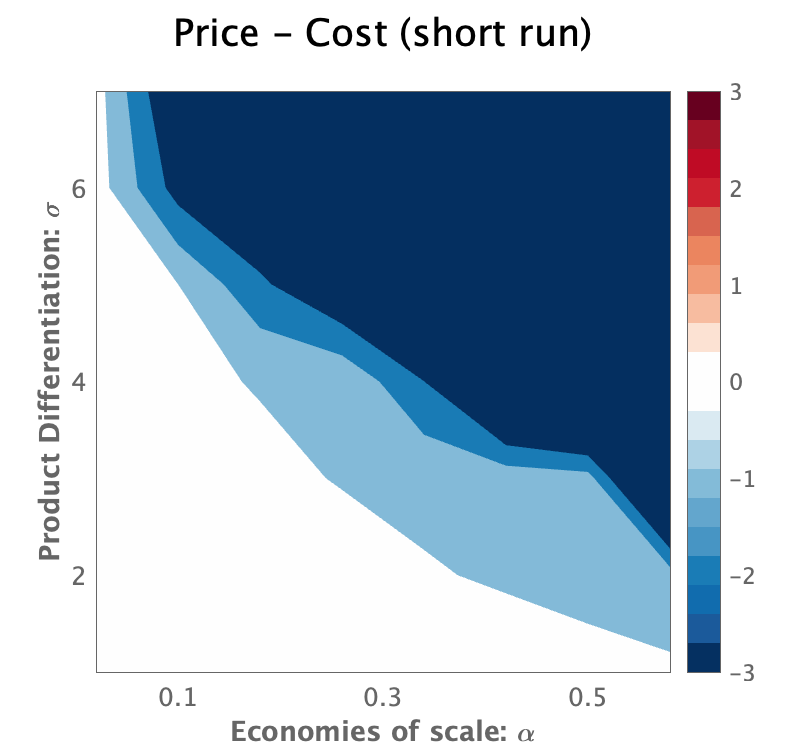 Price – Cost (short run)
3
2
1
0
−1
−2
−3
Product Differentiation: σ
6
4
2
0.1 0.3 0.5
Economies of scale: α